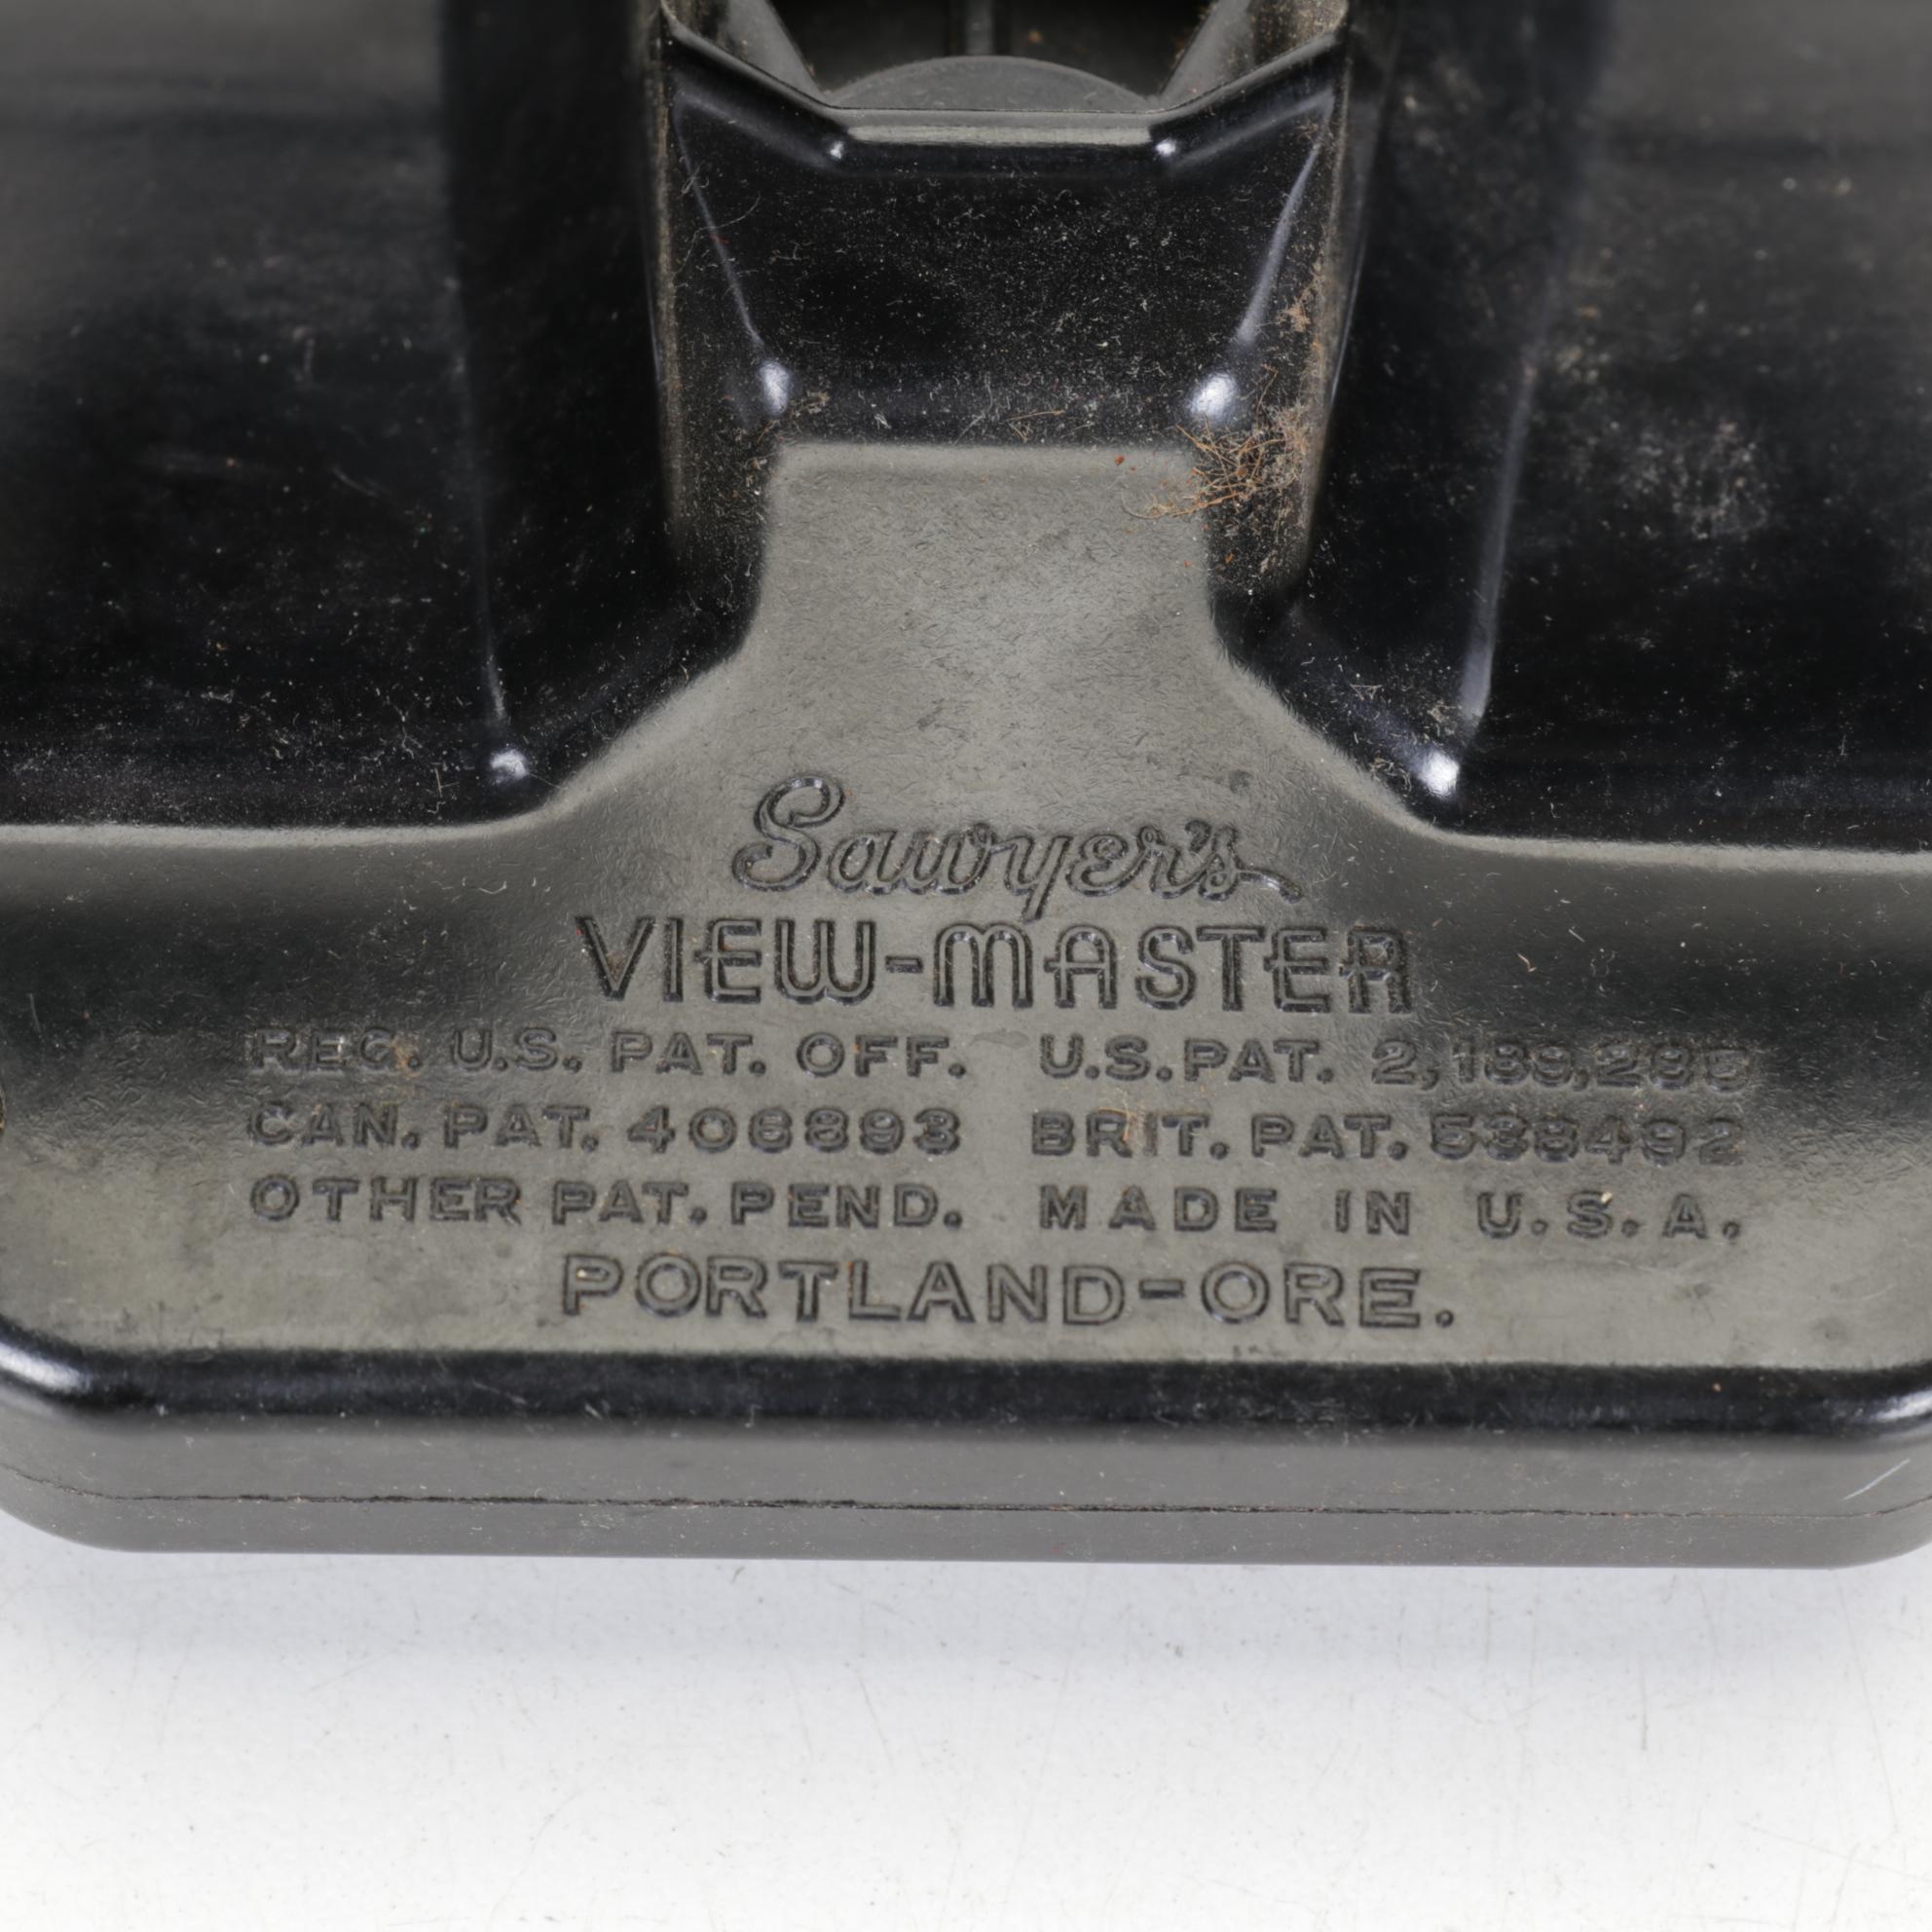 Sawyer's
VIEW-MASTER
REG. U.S. PAT. OFF. U.S. PAT. 2,189,285
CAN. PAT. 406893 BRIT. PAT. 538492
OTHER PAT. PEND. MADE IN U.S.A.
PORTLAND-ORE.